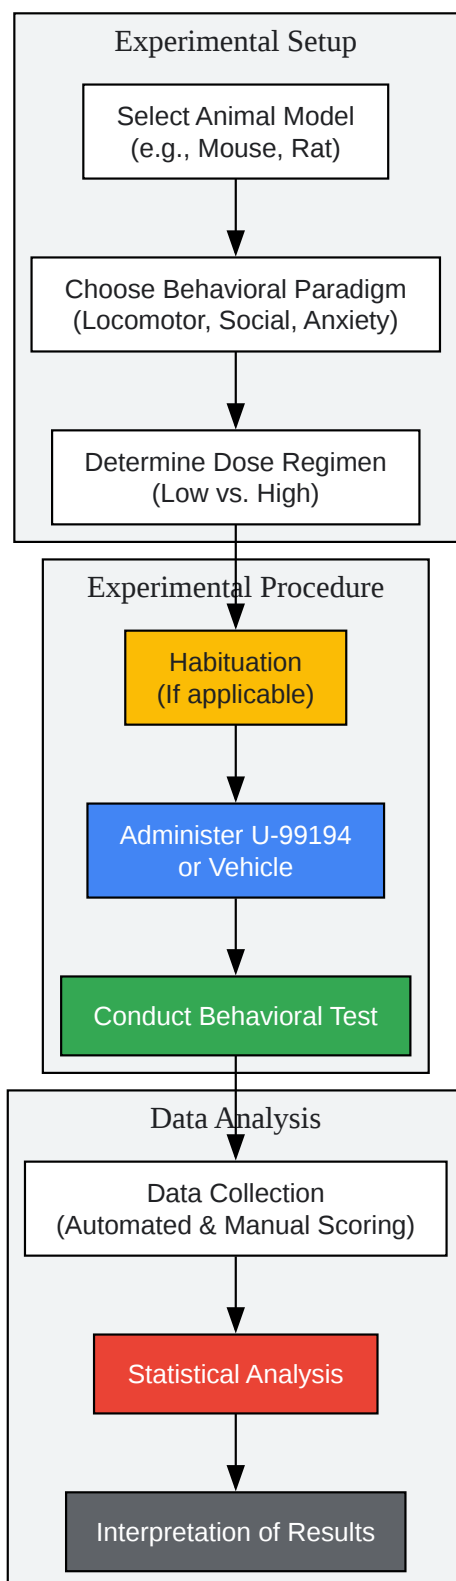 Experimental Setup
Select Animal Model
(e.g., Mouse, Rat)
Choose Behavioral Paradigm
(Locomotor, Social, Anxiety)
Determine Dose Regimen
(Low vs. High)
Experimental Procedure
Habituation
(If applicable)
Administer U-99194
or Vehicle
Conduct Behavioral Test
Data Analysis
Data Collection
(Automated & Manual Scoring)
Statistical Analysis
Interpretation of Results